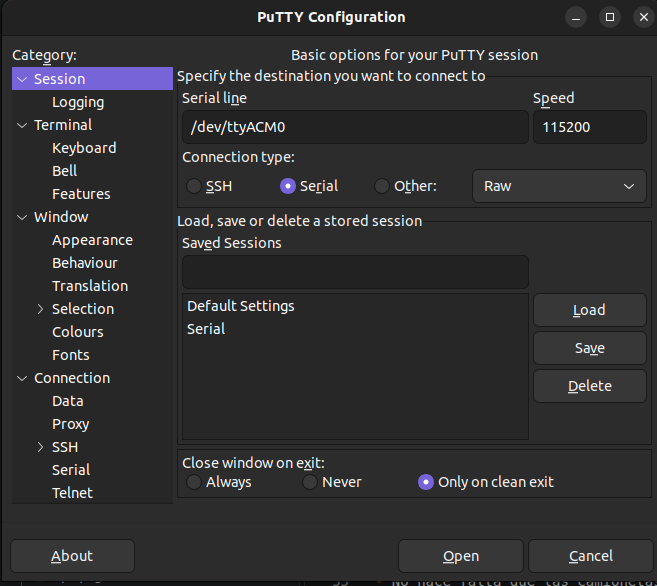 PuTTY Configuration
Category:
Session
Logging
Terminal
Keyboard
Bell
Features
Window
Appearance
Behaviour
Translation
Selection
Colours
Fonts
Connection
Data
Proxy
SSH
Serial
Telnet
Basic options for your PuTTY session
Specify the destination you want to connect to
Serial line Speed
/dev/ttyACM0 115200
Connection type:
SSH Serial Other: Raw
Load, save or delete a stored session
Saved Sessions
Default Settings
Serial
Load
Save
Delete
Close window on exit:
Always Never Only on clean exit
About Open Cancel